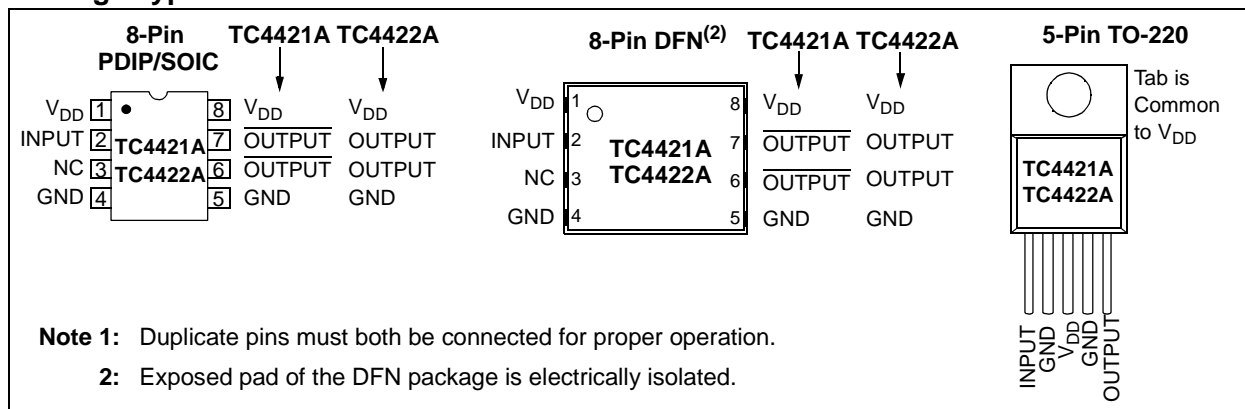 8-Pin PDIP/SOIC
TC4421A TC4422A
VDD 1
INPUT 2
NC 3
GND 4
TC4421A
TC4422A
8 VDD VDD
7 OUTPUT OUTPUT
6 OUTPUT OUTPUT
5 GND GND
8-Pin DFN(2)
TC4421A TC4422A
VDD 1
INPUT 2
NC 3
GND 4
TC4421A
TC4422A
8 VDD VDD
7 OUTPUT OUTPUT
6 OUTPUT OUTPUT
5 GND GND
5-Pin TO-220
Tab is
Common
to VDD
TC4421A
TC4422A
INPUT
GND
VDD
GND
OUTPUT
Note 1: Duplicate pins must both be connected for proper operation.
2: Exposed pad of the DFN package is electrically isolated.